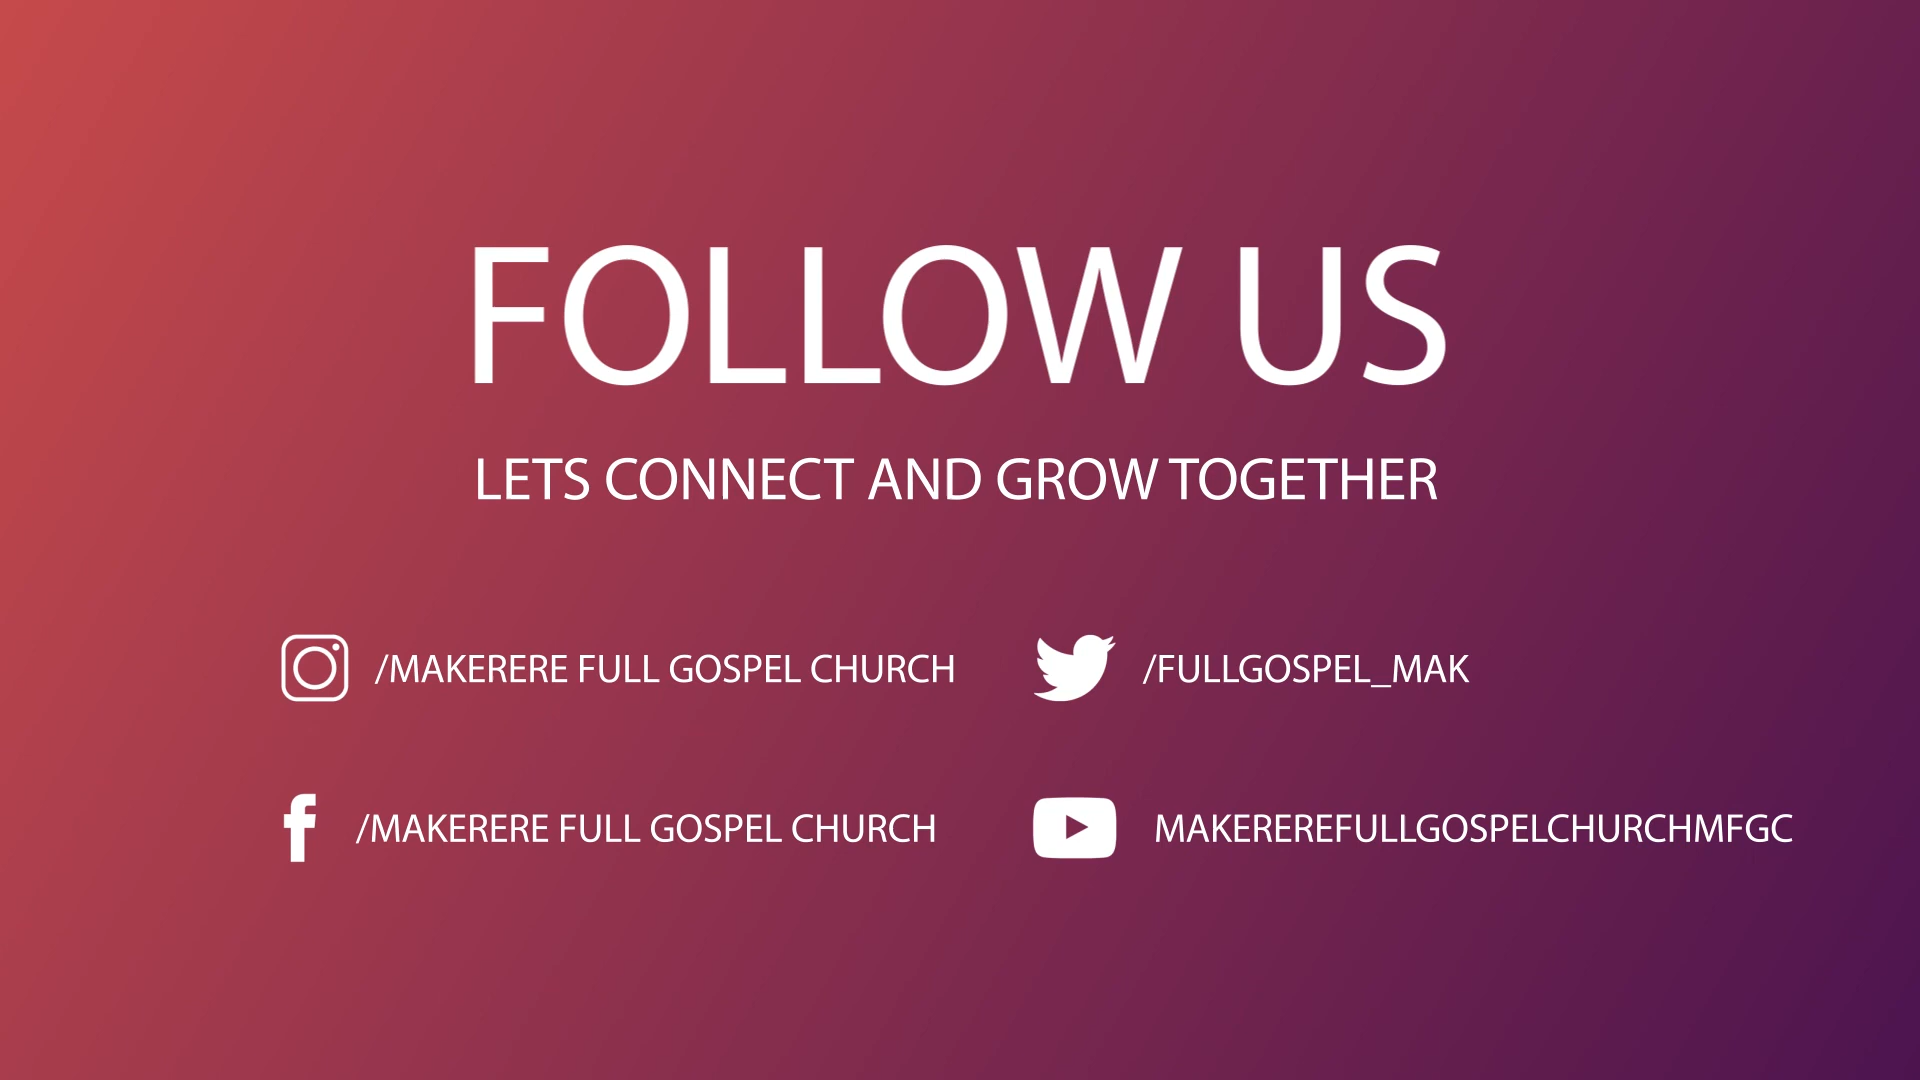 FOLLOW US
LETS CONNECT AND GROW TOGETHER
/MAKERERE FULL GOSPEL CHURCH
/FULLGOSPEL_MAK
/MAKERERE FULL GOSPEL CHURCH
MAKEREREFULLGOSPELCHURCHMFGC